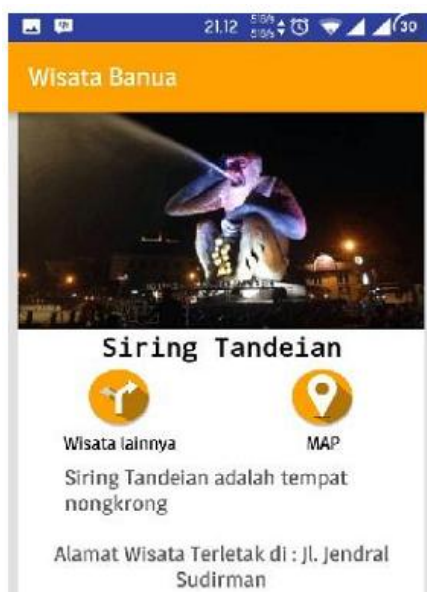 21.12
30
Wisata Banua
Siring Tandeian
Wisata lainnya
MAP
Siring Tandeian adalah tempat
nongkrong
Alamat Wisata Terletak di : Jl. Jendral
Sudirman